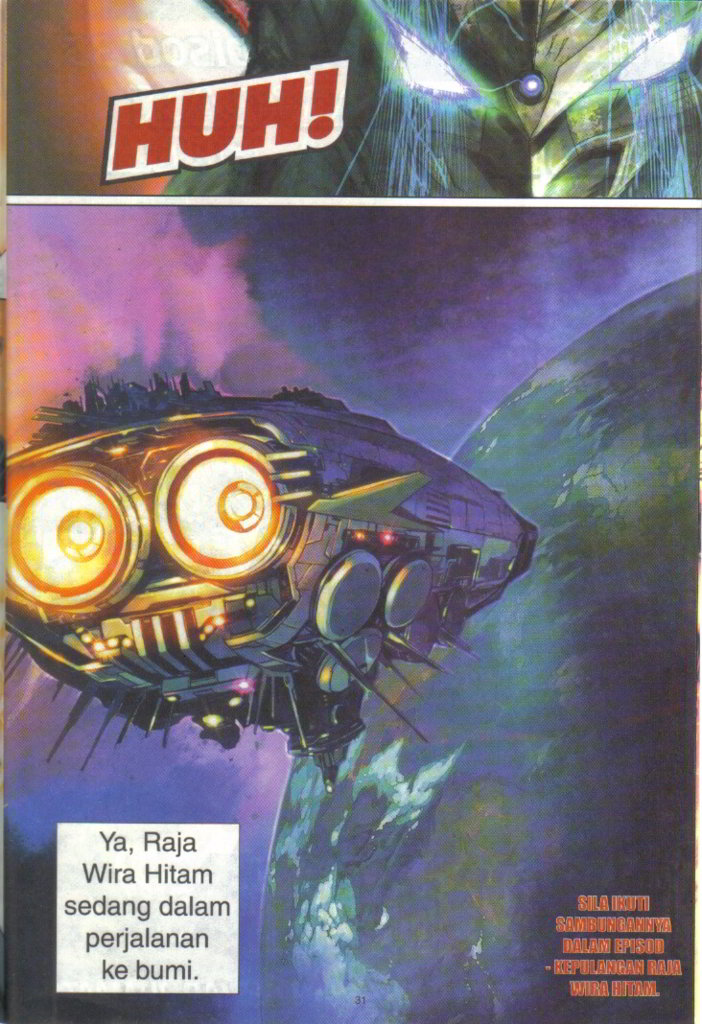 HUH!
Ya, Raja
Wira Hitam
sedang dalam
perjalanan
ke bumi.
SILA IKUTI
SAMBUNGANNYA
DALAM EPISOD
- KEPULANGAN RAJA
WIRA HITAM.
31